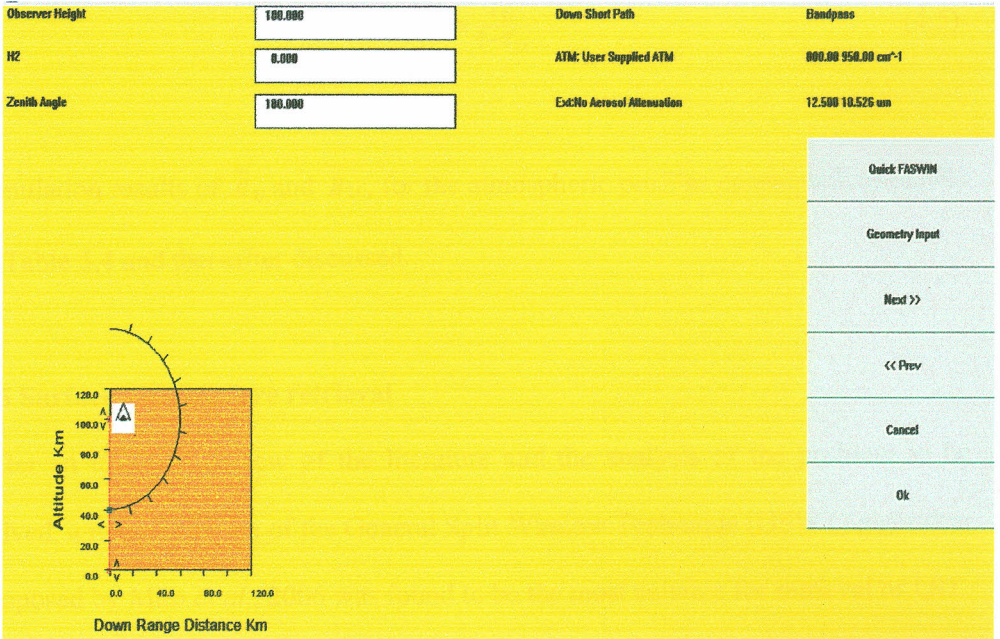 Observer Height
100.000
Down Short Path
Bandpass
H2
0.000
ATM: User Supplied ATM
800.00 950.00 cm^-1
Zenith Angle
180.000
Ext:No Aerosol Attenuation
12.500 10.526 um
Quick FASWIN
Geometry Input
Next >>
<< Prev
Cancel
Ok
Altitude Km
120.0
100.0
80.0
60.0
40.0
20.0
0.0
0.0 40.0 80.0 120.0
Down Range Distance Km